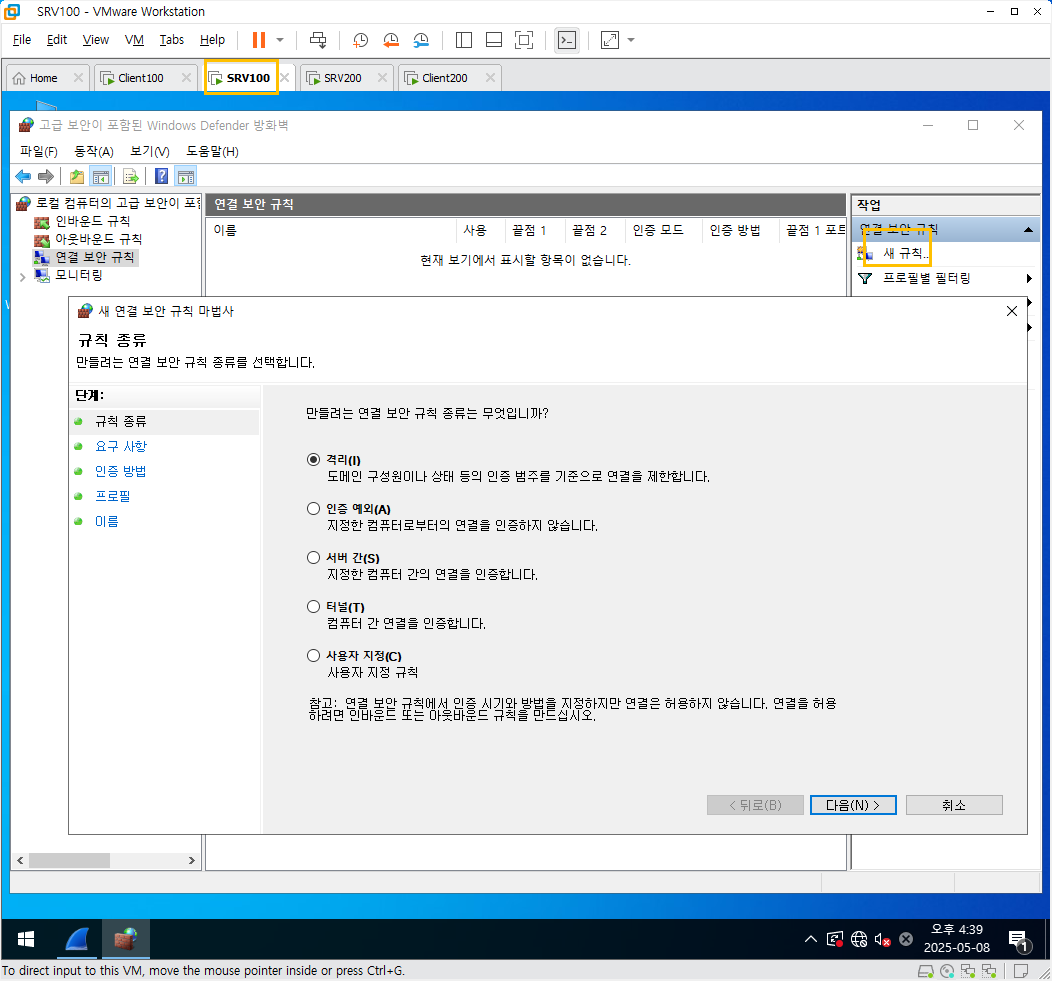 SRV100 - VMware Workstation
File Edit View VM Tabs Help
Home Client100 SRV100 SRV200 Client200
고급 보안이 포함된 Windows Defender 방화벽
파일(F) 동작(A) 보기(V) 도움말(H)
로컬 컴퓨터의 고급 보안이 포함
인바운드 규칙
아웃바운드 규칙
연결 보안 규칙
모니터링
연결 보안 규칙
이름 사용 끝점 1 끝점 2 인증 모드 인증 방법 끝점 1 포트
현재 보기에서 표시할 항목이 없습니다.
작업
연결 보안 규칙
새 규칙...
프로필별 필터링
새 연결 보안 규칙 마법사
규칙 종류
만들려는 연결 보안 규칙 종류를 선택합니다.
단계:
규칙 종류
요구 사항
인증 방법
프로필
이름
만들려는 연결 보안 규칙 종류는 무엇입니까?
격리(I)
도메인 구성원이나 상태 등의 인증 범주를 기준으로 연결을 제한합니다.
인증 예외(A)
지정한 컴퓨터로부터의 연결을 인증하지 않습니다.
서버 간(S)
지정한 컴퓨터 간의 연결을 인증합니다.
터널(T)
컴퓨터 간 연결을 인증합니다.
사용자 지정(C)
사용자 지정 규칙
참고: 연결 보안 규칙에서 인증 시기와 방법을 지정하지만 연결은 허용하지 않습니다. 연결을 허용
하려면 인바운드 또는 아웃바운드 규칙을 만드십시오.
< 뒤로(B) 다음(N) > 취소
오후 4:39
2025-05-08
1
To direct input to this VM, move the mouse pointer inside or press Ctrl+G.